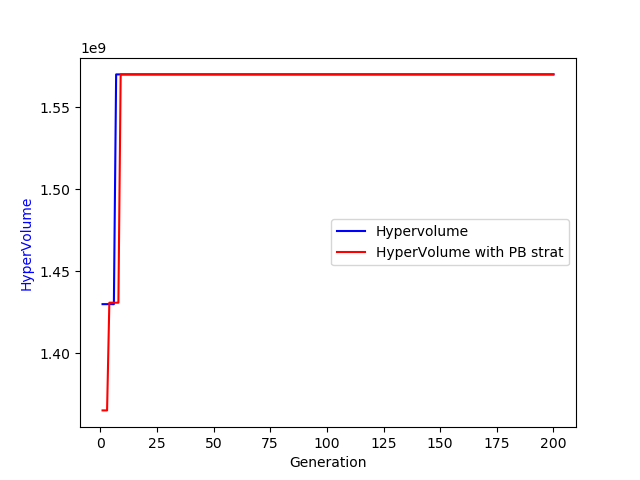 1e9
1.55
1.50
1.45
1.40
HyperVolume
Hypervolume
HyperVolume with PB strat
0 25 50 75 100 125 150 175 200
Generation